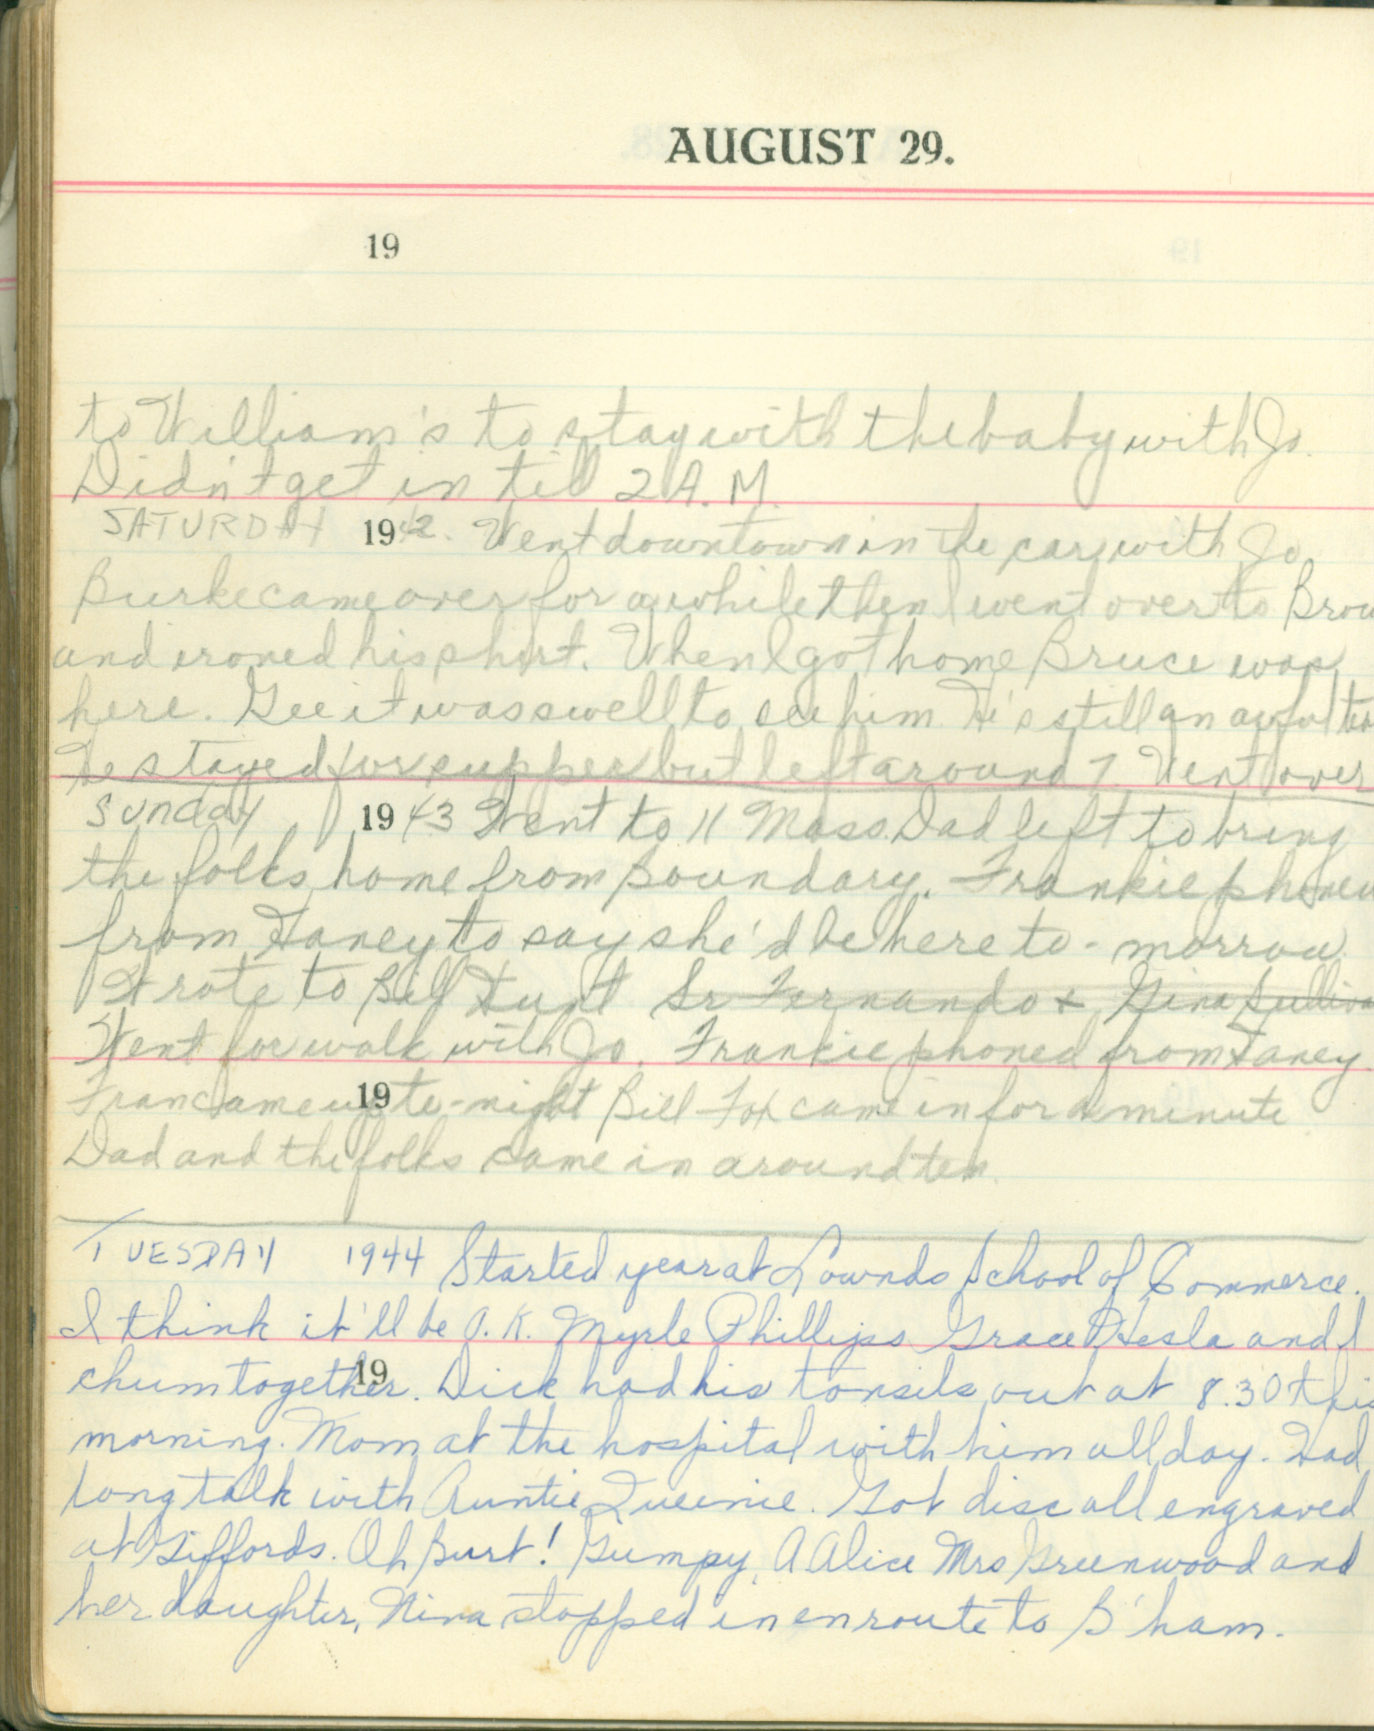 AUGUST 29.
19
to William's to stay with the baby with Jo.
Didn't get in till 2 A.M.
SATURDAY 1942. Went downtown in the car with Jo.
Burke came over for awhile then I went over to Brow
and ironed his shirt. When I got home Bruce was
here. Gee it was swell to see him. He's still an awful
He stayed for supper but left around 7. Went over
SUNDAY 1943 Went to 11 Mass. Dad left to bring
the folks home from Boundary. Frankie phoned
from Haney to say she'd be here to-morrow.
Wrote to Bill Hunt Sr Fernando & Gina Sulliva
Went for walk with Jo. Frankie phoned from Haney.
19
Fran came up to-night Bill Fox came in for a minute
Dad and the folks came in around ten.
TUESDAY 1944 Started year at Lownds School of Commerce.
I think it'll be O.K. Myrle Phillips Grace Hesla and I
19
chum together. Dick had his tonsils out at 8.30 this
morning. Mom at the hospital with him all day. Had
long talk with Auntie Queenie. Got disc all engraved
at Giffords. Oh Burt! Gumpy, A Alice Mrs Greenwood and
her daughter, Nina stopped in enroute to B'ham.